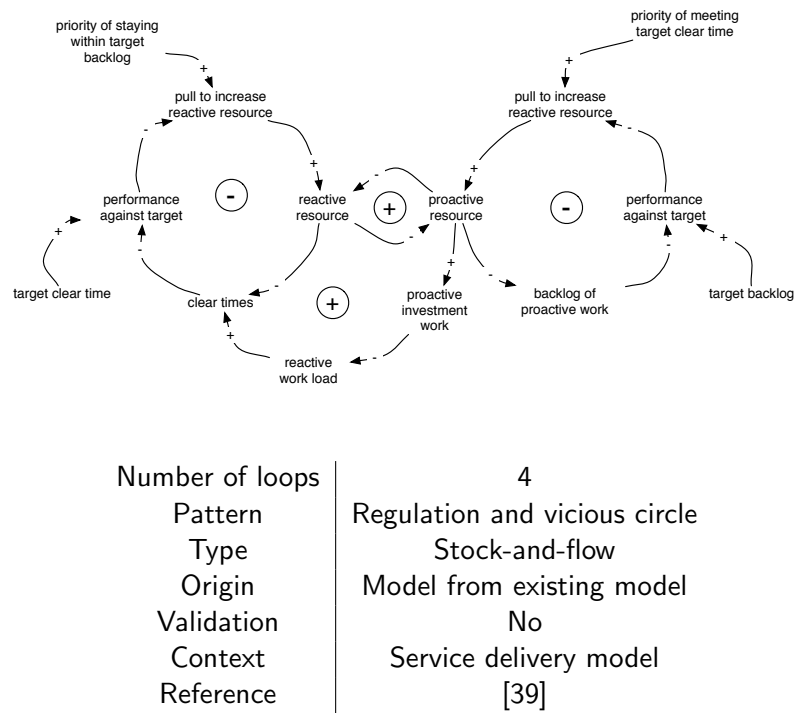 priority of staying
within target
backlog
priority of meeting
target clear time
+
+
pull to increase
reactive resource
pull to increase
reactive resource
-
+
+
-
performance
against target
-
reactive
resource
-
+
proactive
resource
-
performance
against target
+
-
-
-
+
-
-
+
target clear time
clear times
-
+
proactive
investment
work
backlog of
proactive work
target backlog
+
reactive
work load
-
Number of loops 4
Pattern Regulation and vicious circle
Type Stock-and-flow
Origin Model from existing model
Validation No
Context Service delivery model
Reference [39]